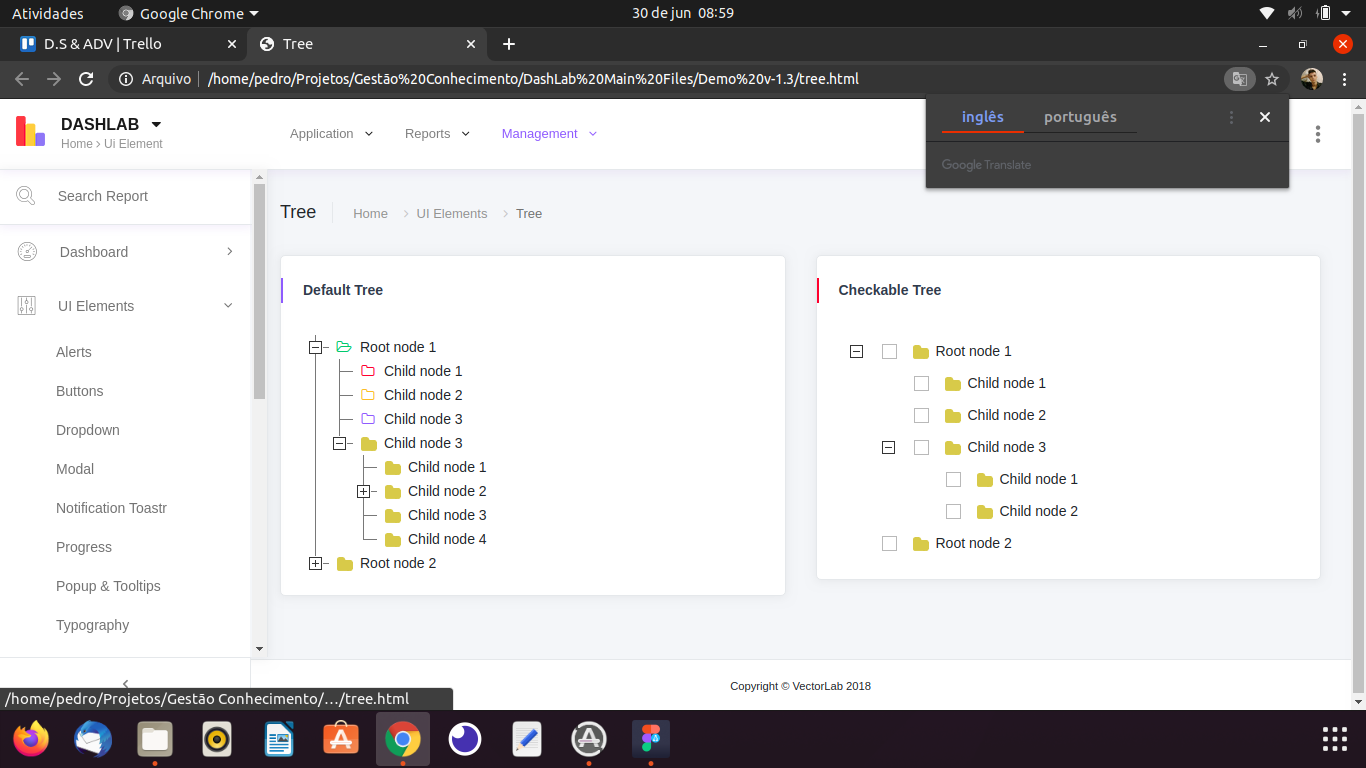 Atividades
Google Chrome
30 de jun 08:59
D.S & ADV | Trello
Tree
Arquivo
/home/pedro/Projetos/Gestão%20Conhecimento/DashLab%20Main%20Files/Demo%20v-1.3/tree.html
inglês
português
Google Translate
DASHLAB
Home > Ui Element
Application
Reports
Management
Search Report
Dashboard
UI Elements
Alerts
Buttons
Dropdown
Modal
Notification Toastr
Progress
Popup & Tooltips
Typography
Tree
Home > UI Elements > Tree
Default Tree
Root node 1
Child node 1
Child node 2
Child node 3
Child node 3
Child node 1
Child node 2
Child node 3
Child node 4
Root node 2
Checkable Tree
Root node 1
Child node 1
Child node 2
Child node 3
Child node 1
Child node 2
Root node 2
Copyright © VectorLab 2018
/home/pedro/Projetos/Gestão Conhecimento/…/tree.html